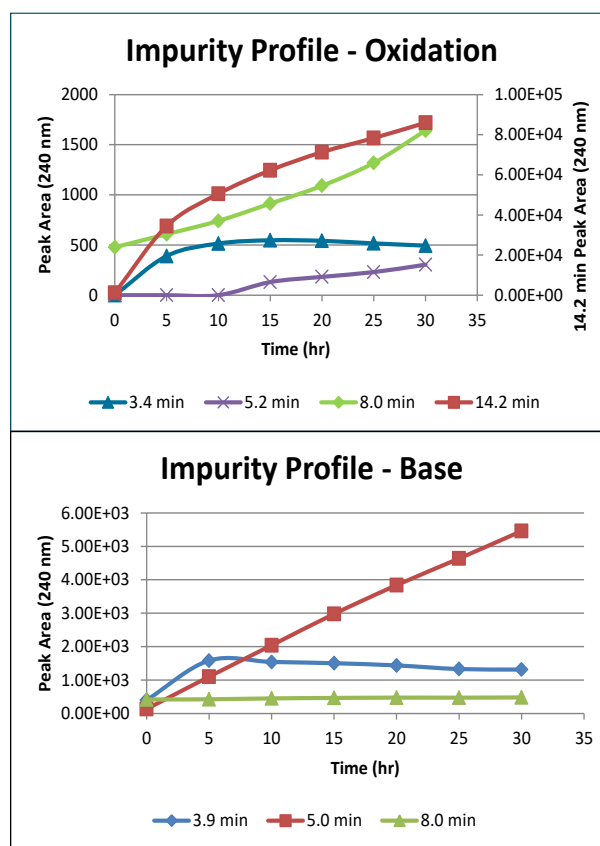 Impurity Profile - Oxidation
2000
1500
1000
500
0
1.00E+05
8.00E+04
6.00E+04
4.00E+04
2.00E+04
0.00E+00
Peak Area (240 nm)
14.2 min Peak Area (240 nm)
0 5 10 15 20 25 30 35
Time (hr)
3.4 min 5.2 min 8.0 min 14.2 min
Impurity Profile - Base
6.00E+03
5.00E+03
4.00E+03
3.00E+03
2.00E+03
1.00E+03
0.00E+00
Peak Area (240 nm)
0 5 10 15 20 25 30 35
Time (hr)
3.9 min 5.0 min 8.0 min